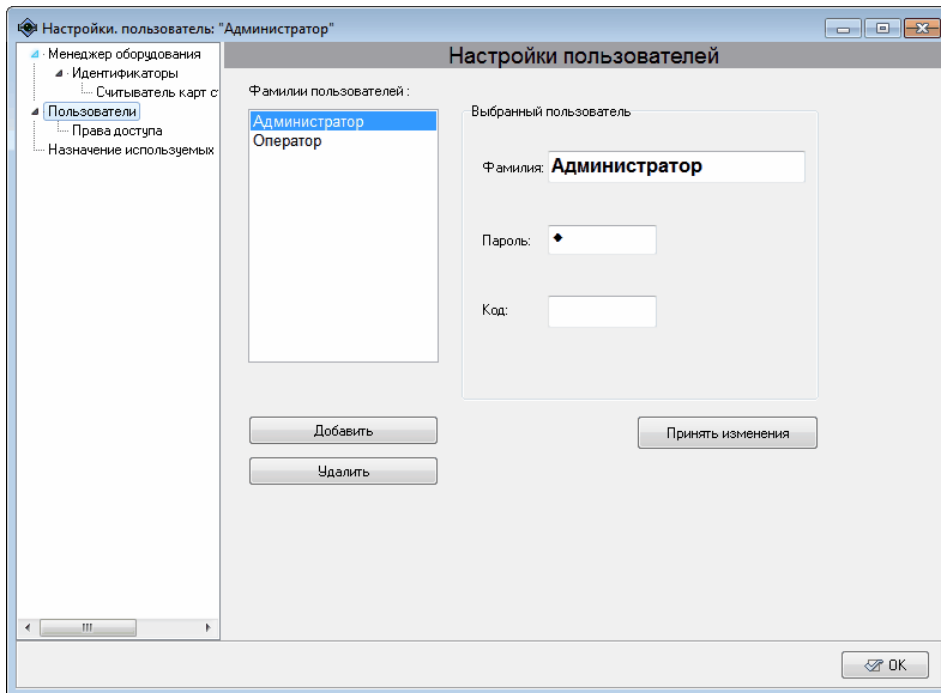 Настройки. пользователь: "Администратор"
Менеджер оборудования
Идентификаторы
Считыватель карт с
Пользователи
Права доступа
Назначение используемых
Настройки пользователей
Фамилии пользователей :
Администратор
Оператор
Выбранный пользователь
Фамилия: Администратор
Пароль:
Код:
Добавить
Удалить
Принять изменения
OK